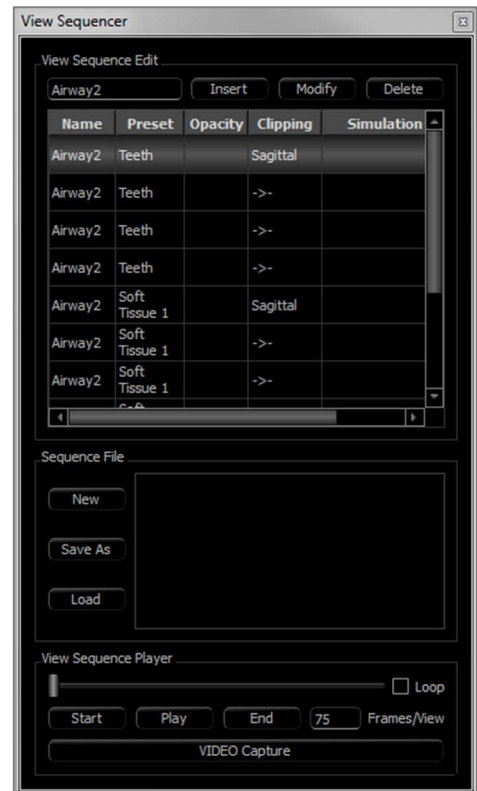 View Sequencer
View Sequence Edit
Airway2 Insert Modify Delete
Name Preset Opacity Clipping Simulation
Airway2 Teeth Sagittal
Airway2 Teeth ->-
Airway2 Teeth ->-
Airway2 Teeth ->-
Airway2 Soft Tissue 1 Sagittal
Airway2 Soft Tissue 1 ->-
Airway2 Soft Tissue 1 ->-
Soft
Sequence File
New
Save As
Load
View Sequence Player
Loop
Start Play End 75 Frames/View
VIDEO Capture